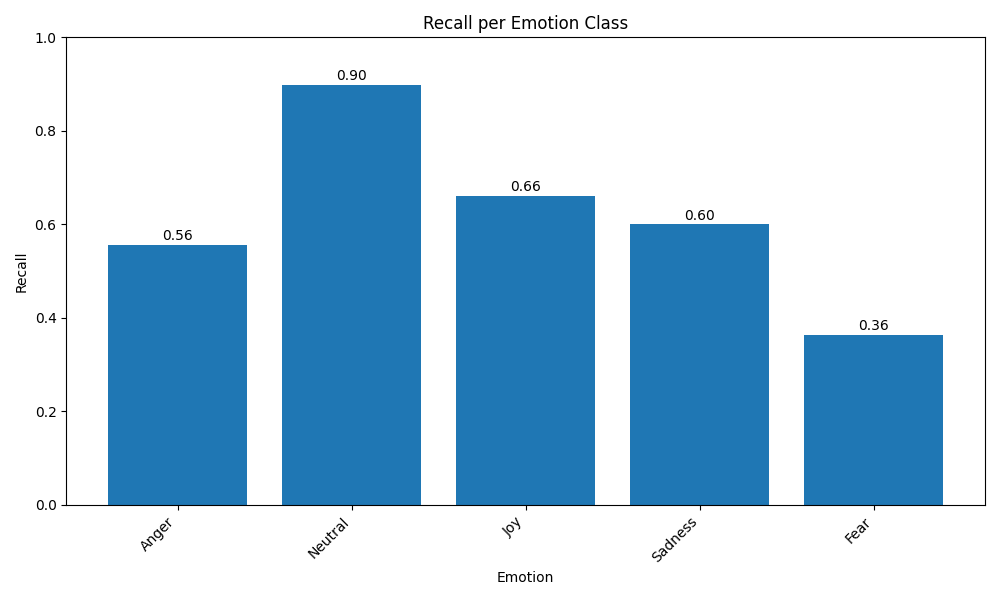 Recall per Emotion Class
1.0
0.8
0.6
0.4
0.2
0.0
Recall
0.56
0.90
0.66
0.60
0.36
Anger
Neutral
Joy
Sadness
Fear
Emotion